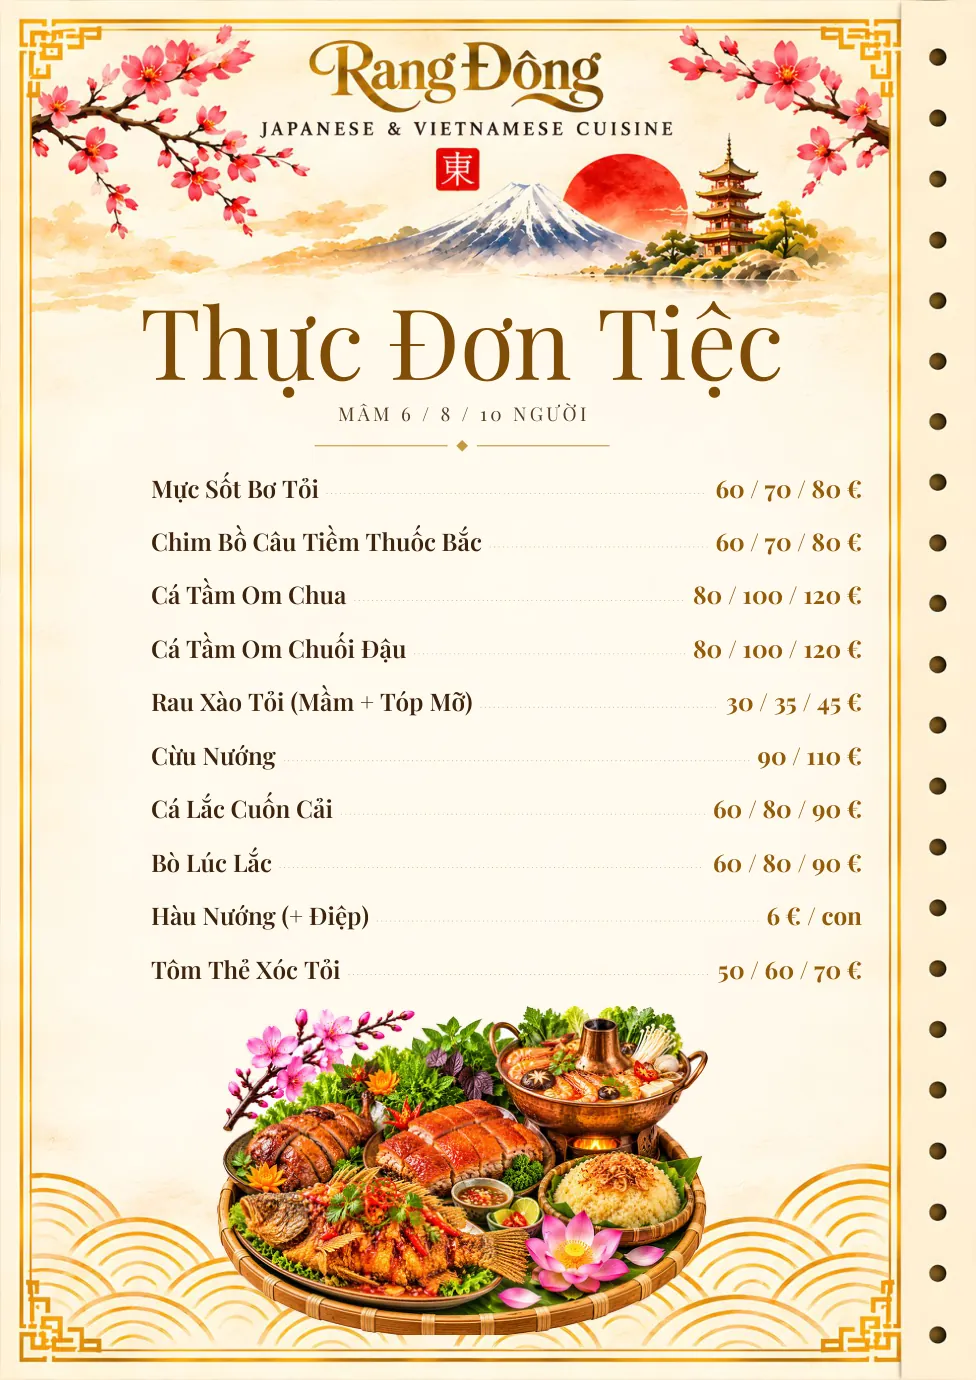 Rạng Đông
JAPANESE & VIETNAMESE CUISINE
東
Thực Đơn Tiệc
MÂM 6 / 8 / 10 NGƯỜI
Mực Sốt Bơ Tỏi 60 / 70 / 80 €
Chim Bồ Câu Tiềm Thuốc Bắc 60 / 70 / 80 €
Cá Tầm Om Chua 80 / 100 / 120 €
Cá Tầm Om Chuối Đậu 80 / 100 / 120 €
Rau Xào Tỏi (Mầm + Tóp Mỡ) 30 / 35 / 45 €
Cừu Nướng 90 / 110 €
Cá Lắc Cuốn Cải 60 / 80 / 90 €
Bò Lúc Lắc 60 / 80 / 90 €
Hàu Nướng (+ Điệp) 6 € / con
Tôm Thẻ Xóc Tỏi 50 / 60 / 70 €